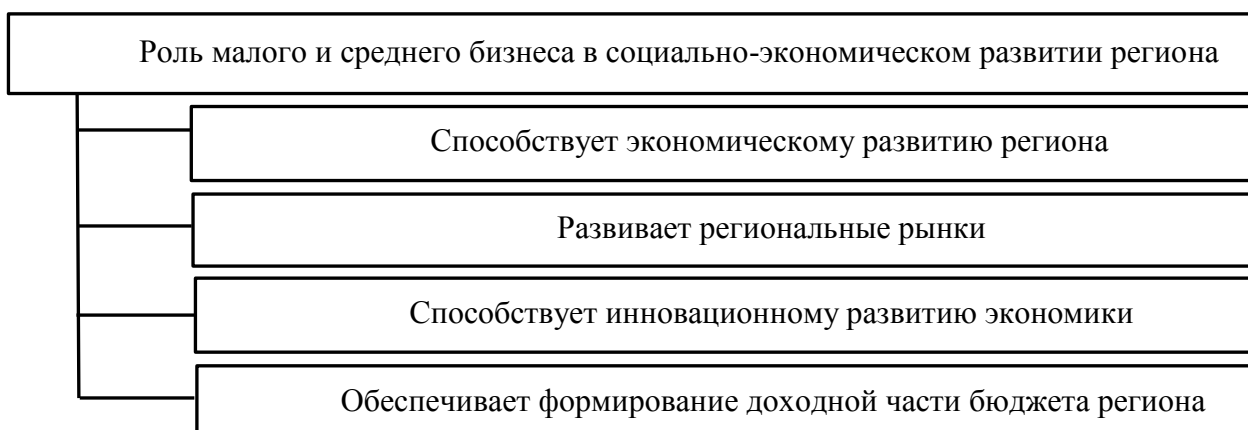 Роль малого и среднего бизнеса в социально-экономическом развитии региона
Способствует экономическому развитию региона
Развивает региональные рынки
Способствует инновационному развитию экономики
Обеспечивает формирование доходной части бюджета региона